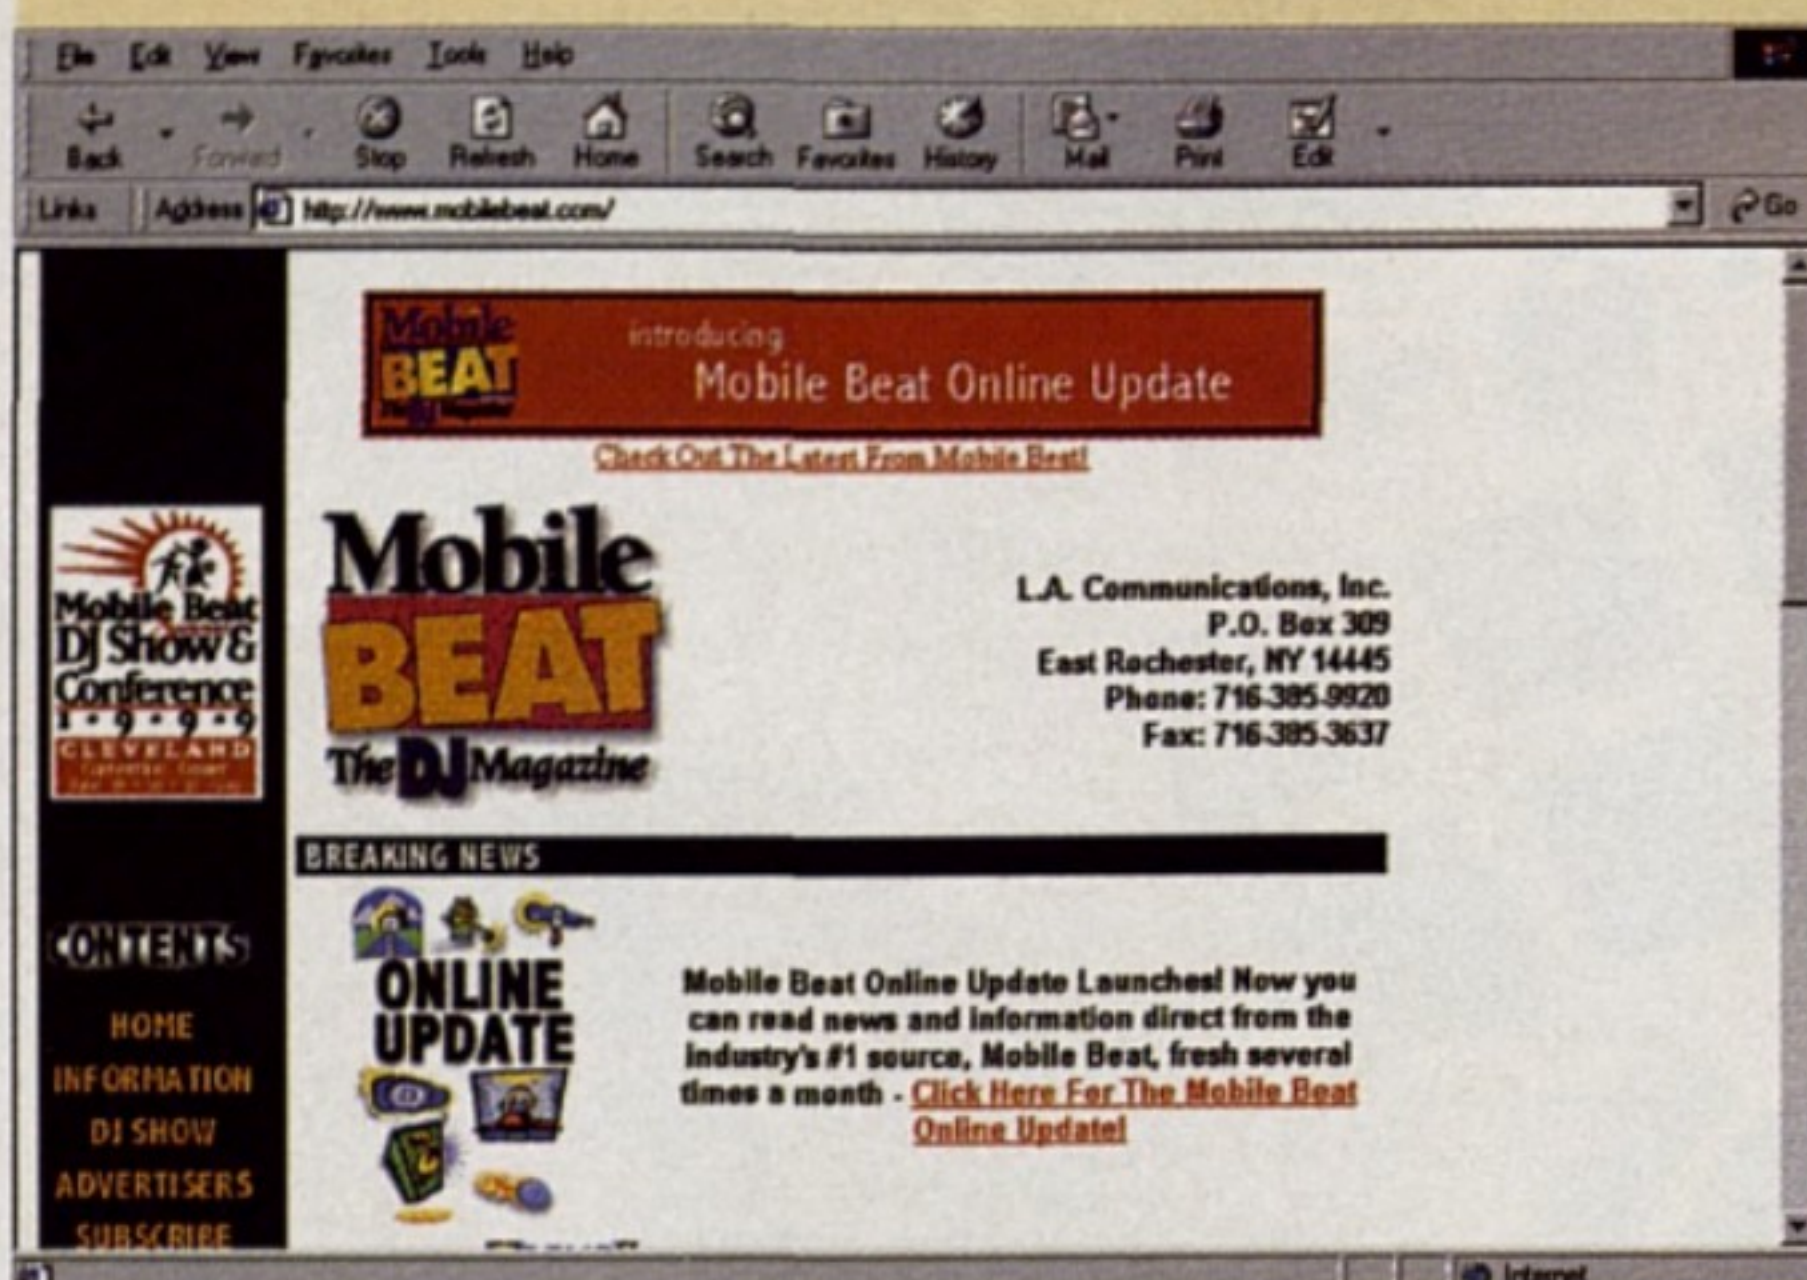 File Edit View Favorites Tools Help
Back Forward Stop Refresh Home Search Favorites History Mail Print Edit
Links Address http://www.mobilebeat.com/ Go
Mobile
BEAT
The DJ Magazine
introducing
Mobile Beat Online Update
Check Out The Latest From Mobile Beat!
Mobile Beat
DJ Show &
Conference
1•9•9•9
CLEVELAND
Mobile
BEAT
The DJ Magazine
L.A. Communications, Inc.
P.O. Box 309
East Rochester, NY 14445
Phone: 716-385-9920
Fax: 716-385-3637
BREAKING NEWS
CONTENTS
HOME
INFORMATION
DJ SHOW
ADVERTISERS
SUBSCRIBE
ONLINE
UPDATE
Mobile Beat Online Update Launches! Now you
can read news and information direct from the
industry's #1 source, Mobile Beat, fresh several
times a month - Click Here For The Mobile Beat
Online Update!
Internet